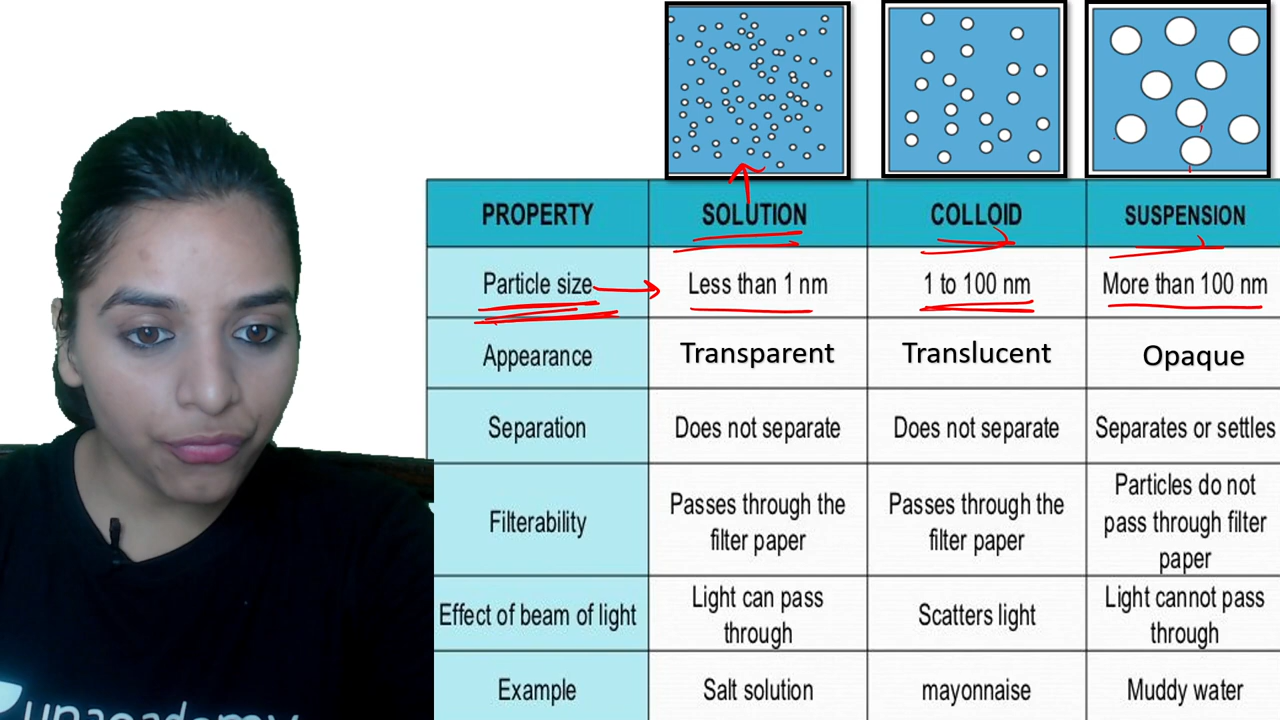 PROPERTY SOLUTION COLLOID SUSPENSION
Particle size Less than 1 nm 1 to 100 nm More than 100 nm
Appearance Transparent Translucent Opaque
Separation Does not separate Does not separate Separates or settles
Filterability Passes through the filter paper Passes through the filter paper Particles do not pass through filter paper
Effect of beam of light Light can pass through Scatters light Light cannot pass through
Example Salt solution mayonnaise Muddy water
unacademy